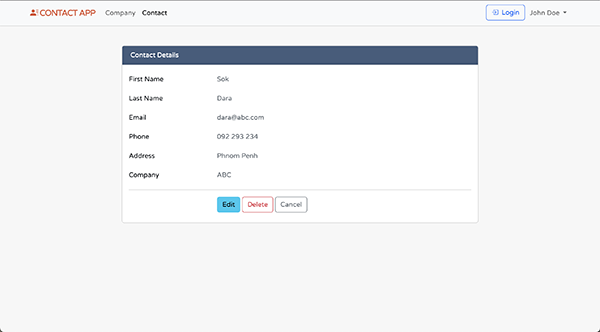 CONTACT APP Company Contact Login John Doe
Contact Details
First Name Sok
Last Name Dara
Email dara@abc.com
Phone 092 293 234
Address Phnom Penh
Company ABC
Edit Delete Cancel